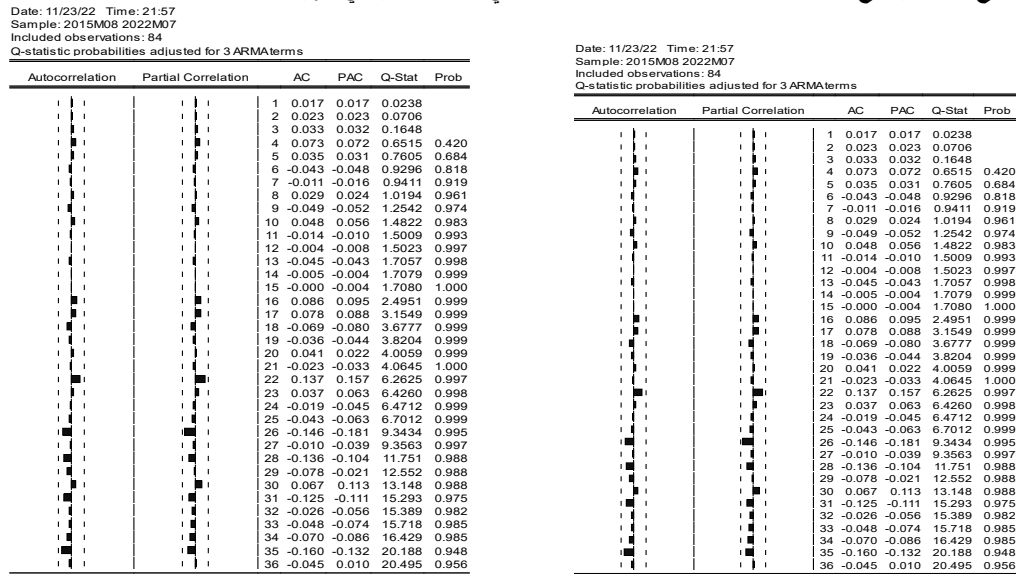 Date: 11/23/22 Time: 21:57
Sample: 2015M08 2022M07
Included observations: 84
Q-statistic probabilities adjusted for 3 ARMA terms
Autocorrelation Partial Correlation AC PAC Q-Stat Prob
1 0.017 0.017 0.0238
2 0.023 0.023 0.0706
3 0.033 0.032 0.1648
4 0.073 0.072 0.6515 0.420
5 0.035 0.031 0.7605 0.684
6 -0.043 -0.048 0.9296 0.818
7 -0.011 -0.016 0.9411 0.919
8 0.029 0.024 1.0194 0.961
9 -0.049 -0.052 1.2542 0.974
10 0.048 0.056 1.4822 0.983
11 -0.014 -0.010 1.5009 0.993
12 -0.004 -0.008 1.5023 0.997
13 -0.045 -0.043 1.7057 0.998
14 -0.005 -0.004 1.7079 0.999
15 -0.000 -0.004 1.7080 1.000
16 0.086 0.095 2.4951 0.999
17 0.078 0.088 3.1549 0.999
18 -0.069 -0.080 3.6777 0.999
19 -0.036 -0.044 3.8204 0.999
20 0.041 0.022 4.0059 0.999
21 -0.023 -0.033 4.0645 1.000
22 0.137 0.157 6.2625 0.997
23 0.037 0.063 6.4260 0.998
24 -0.019 -0.045 6.4712 0.999
25 -0.043 -0.063 6.7012 0.999
26 -0.146 -0.181 9.3434 0.995
27 -0.010 -0.039 9.3563 0.997
28 -0.136 -0.104 11.751 0.988
29 -0.078 -0.021 12.552 0.988
30 0.067 0.113 13.148 0.988
31 -0.125 -0.111 15.293 0.975
32 -0.026 -0.056 15.389 0.982
33 -0.048 -0.074 15.718 0.985
34 -0.070 -0.086 16.429 0.985
35 -0.160 -0.132 20.188 0.948
36 -0.045 0.010 20.495 0.956
Date: 11/23/22 Time: 21:57
Sample: 2015M08 2022M07
Included observations: 84
Q-statistic probabilities adjusted for 3 ARMA terms
Autocorrelation Partial Correlation AC PAC Q-Stat Prob
1 0.017 0.017 0.0238
2 0.023 0.023 0.0706
3 0.033 0.032 0.1648
4 0.073 0.072 0.6515 0.420
5 0.035 0.031 0.7605 0.684
6 -0.043 -0.048 0.9296 0.818
7 -0.011 -0.016 0.9411 0.919
8 0.029 0.024 1.0194 0.961
9 -0.049 -0.052 1.2542 0.974
10 0.048 0.056 1.4822 0.983
11 -0.014 -0.010 1.5009 0.993
12 -0.004 -0.008 1.5023 0.997
13 -0.045 -0.043 1.7057 0.998
14 -0.005 -0.004 1.7079 0.999
15 -0.000 -0.004 1.7080 1.000
16 0.086 0.095 2.4951 0.999
17 0.078 0.088 3.1549 0.999
18 -0.069 -0.080 3.6777 0.999
19 -0.036 -0.044 3.8204 0.999
20 0.041 0.022 4.0059 0.999
21 -0.023 -0.033 4.0645 1.000
22 0.137 0.157 6.2625 0.997
23 0.037 0.063 6.4260 0.998
24 -0.019 -0.045 6.4712 0.999
25 -0.043 -0.063 6.7012 0.999
26 -0.146 -0.181 9.3434 0.995
27 -0.010 -0.039 9.3563 0.997
28 -0.136 -0.104 11.751 0.988
29 -0.078 -0.021 12.552 0.988
30 0.067 0.113 13.148 0.988
31 -0.125 -0.111 15.293 0.975
32 -0.026 -0.056 15.389 0.982
33 -0.048 -0.074 15.718 0.985
34 -0.070 -0.086 16.429 0.985
35 -0.160 -0.132 20.188 0.948
36 -0.045 0.010 20.495 0.956